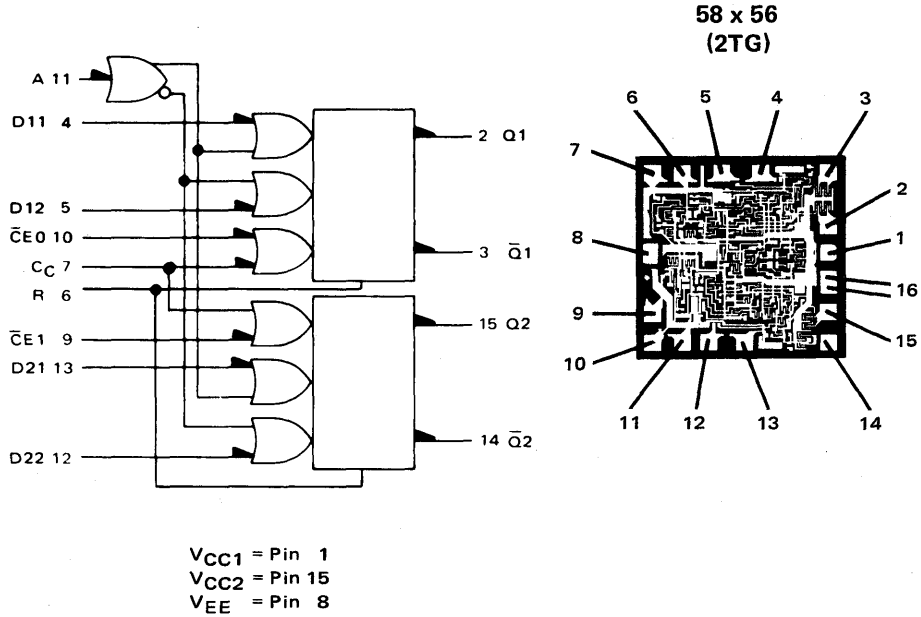 58 x 56
(2TG)
A 11
D11 4
D12 5
C̅E0 10
CC 7
R 6
C̅E1 9
D21 13
D22 12
2 Q1
3 Q̅1
15 Q2
14 Q̅2
6
5
4
3
7
2
8
1
16
9
15
10
11
12
13
14
VCC1 = Pin 1
VCC2 = Pin 15
VEE = Pin 8